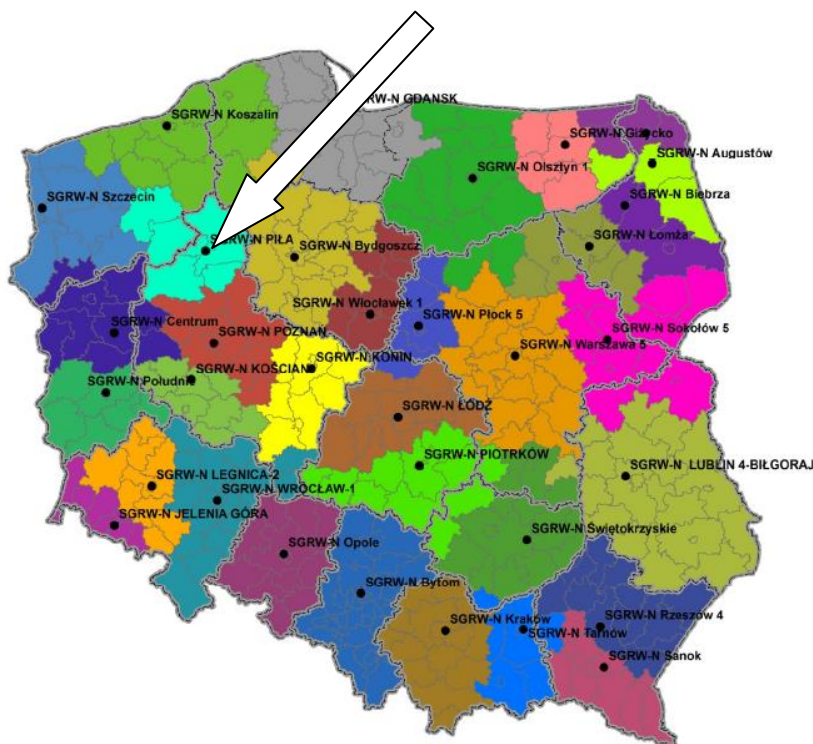 SGRW-N GDAŃSK
SGRW-N Koszalin
SGRW-N Giżycko
SGRW-N Augustów
SGRW-N Olsztyn 1
SGRW-N Szczecin
SGRW-N Biebrza
SGRW-N PIŁA
SGRW-N Bydgoszcz
SGRW-N Łomża
SGRW-N Włocławek 1
SGRW-N Płock 5
SGRW-N Centrum
SGRW-N Sokołów 5
SGRW-N POZNAŃ
SGRW-N Warszawa 5
SGRW-N KONIN
SGRW-N KOŚCIAN
SGRW-N Południe
SGRW-N ŁÓDŹ
SGRW-N PIOTRKÓW
SGRW-N LUBLIN 4-BIŁGORAJ
SGRW-N LEGNICA-2
SGRW-N WROCŁAW-1
SGRW-N JELENIA GÓRA
SGRW-N Świętokrzyskie
SGRW-N Opole
SGRW-N Bytom
SGRW-N Rzeszów 4
SGRW-N Kraków
SGRW-N Tarnów
SGRW-N Sanok